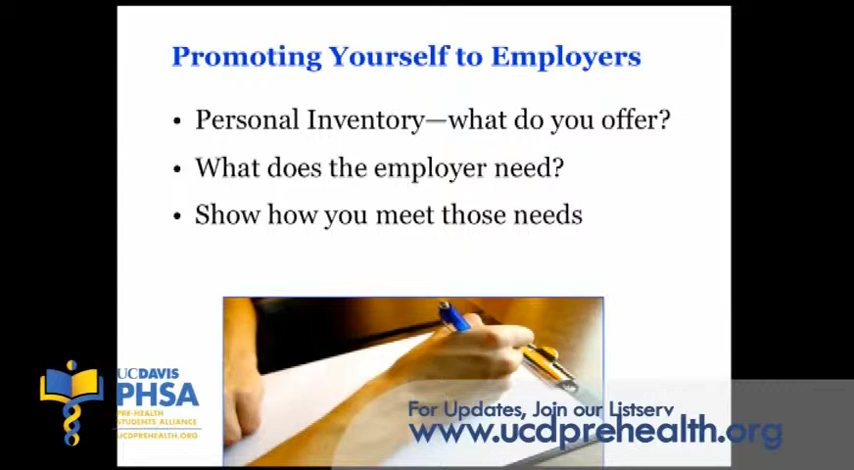 Promoting Yourself to Employers
• Personal Inventory—what do you offer?
• What does the employer need?
• Show how you meet those needs
UCDAVIS
PHSA
PRE-HEALTH
STUDENTS ALLIANCE
UCDPREHEALTH.ORG
For Updates, Join our Listserv
www.ucdprehealth.org